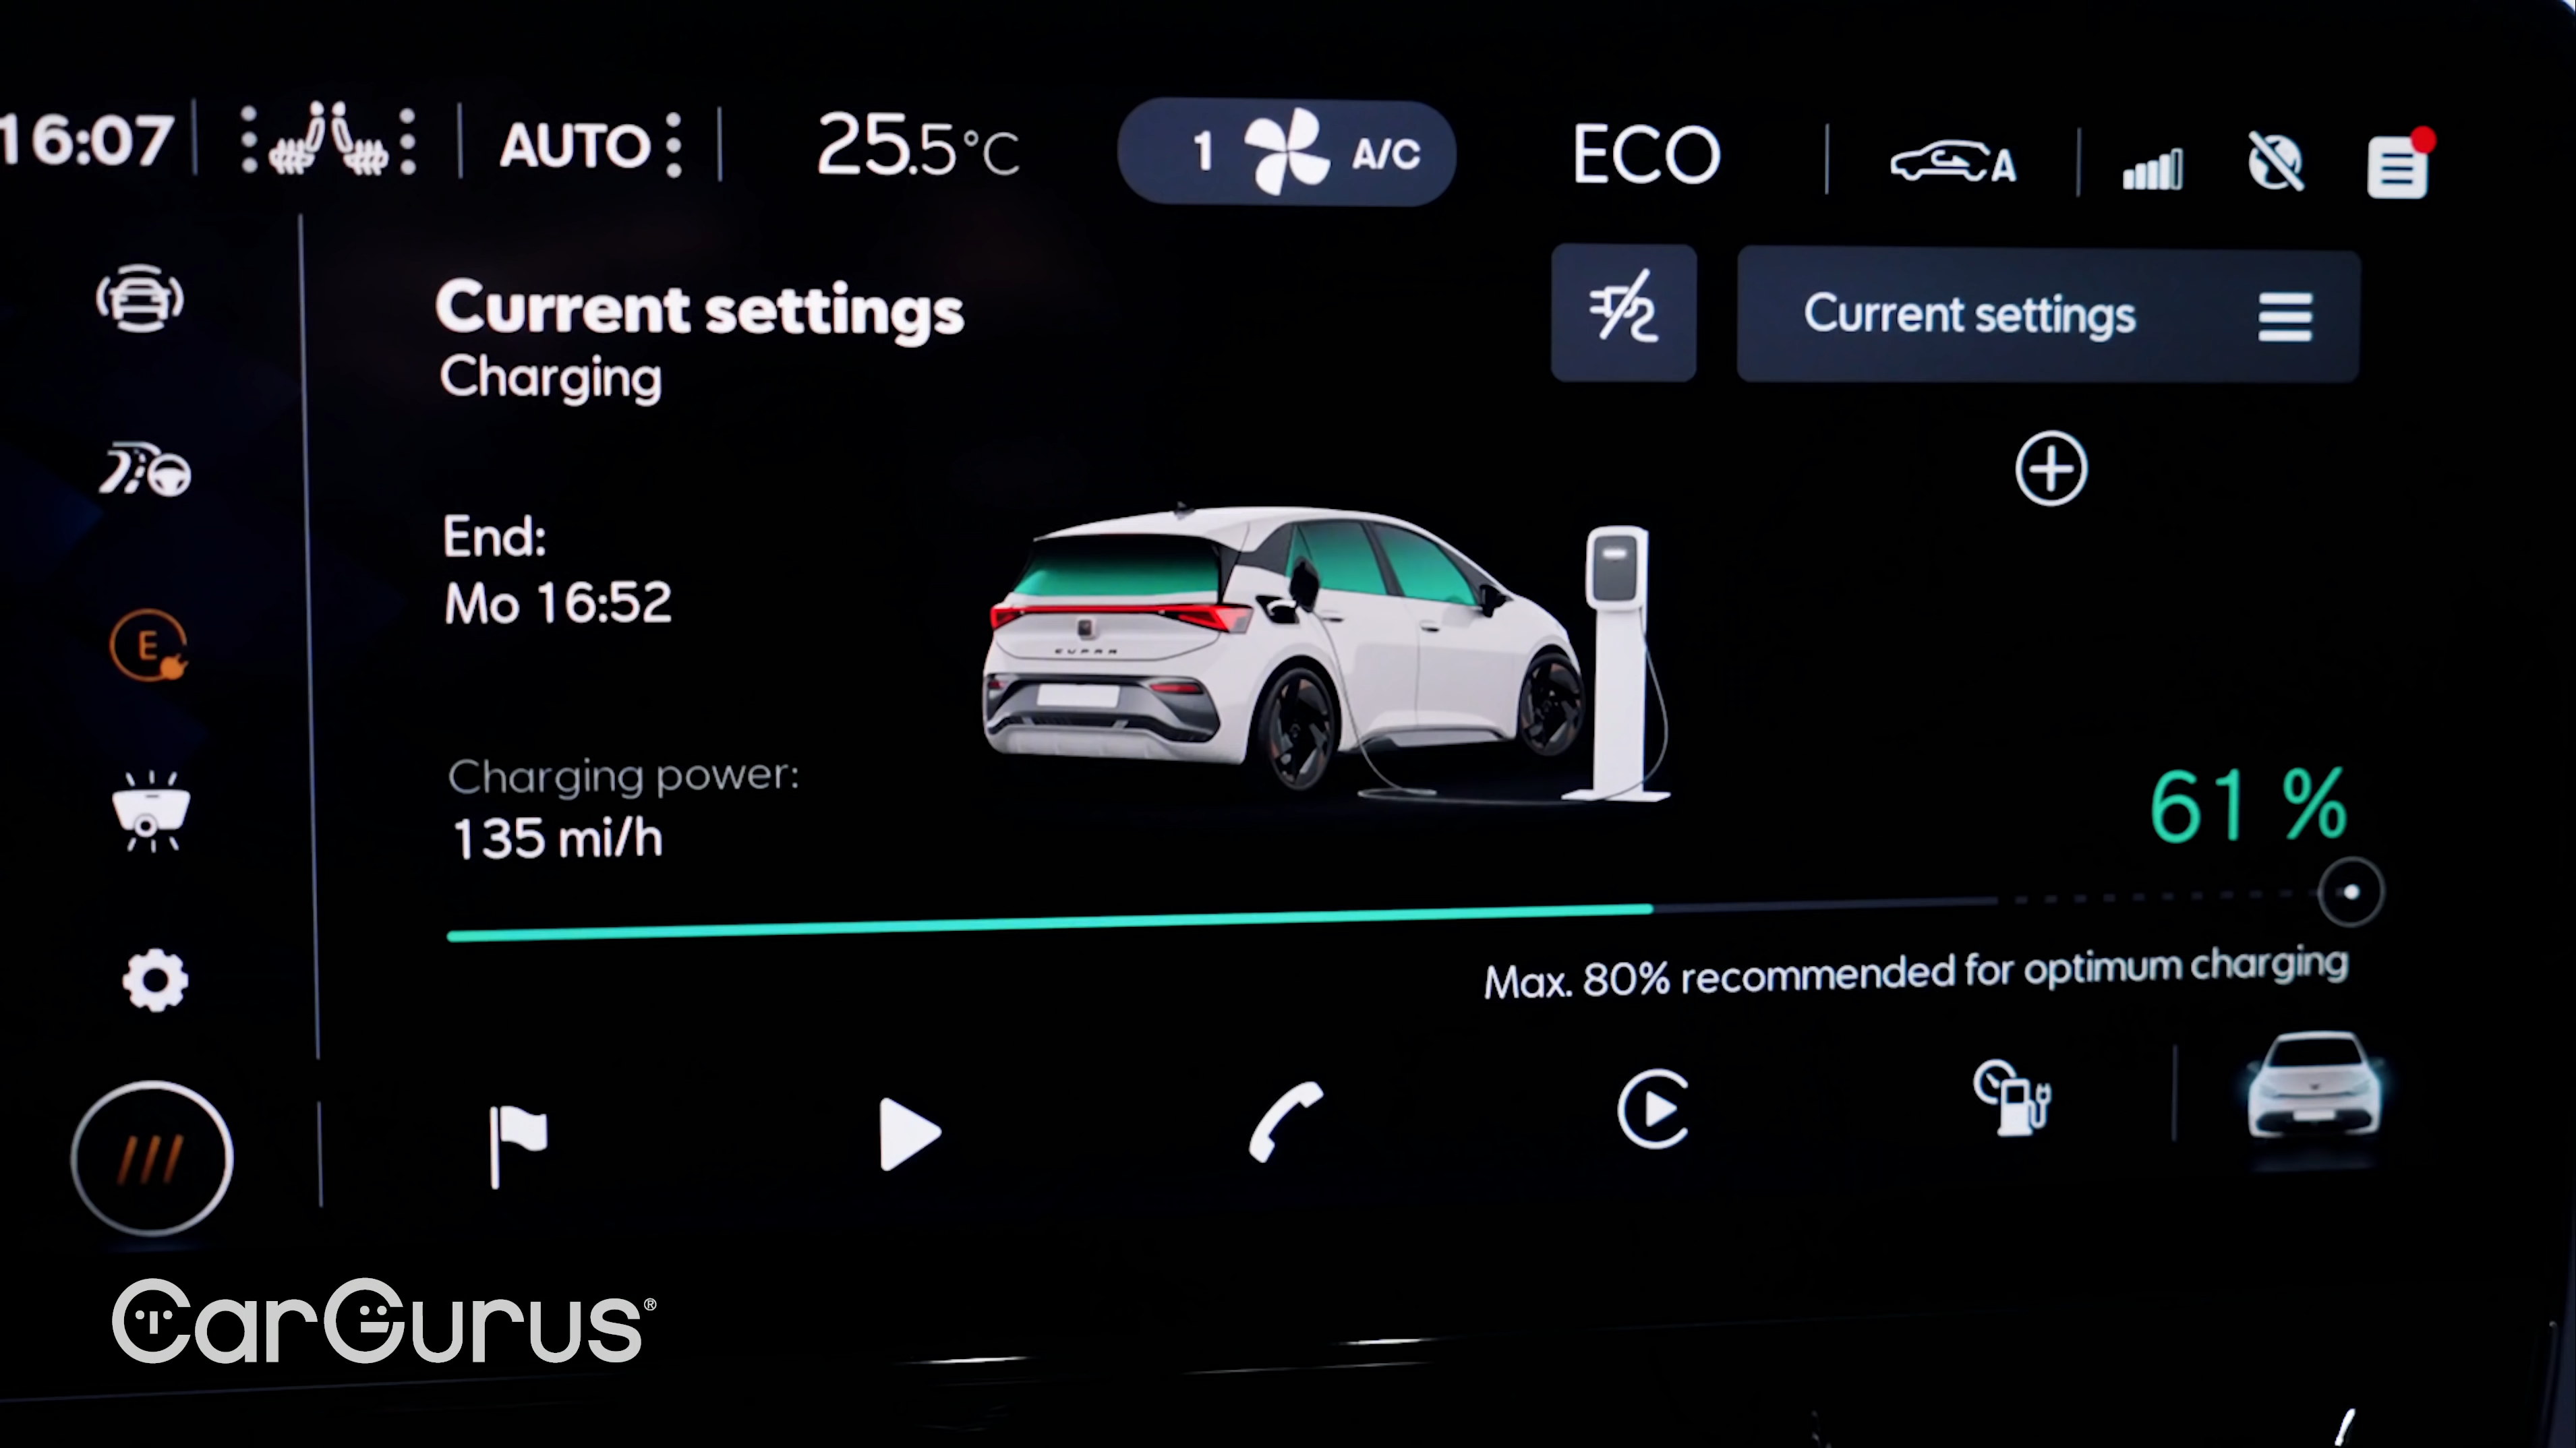 16:07
AUTO
25.5°C
1 A/C
ECO
A
Current settings
Charging
Current settings
End:
Mo 16:52
E
CUPRA
Charging power:
135 mi/h
61 %
Max. 80% recommended for optimum charging
CarGurus®